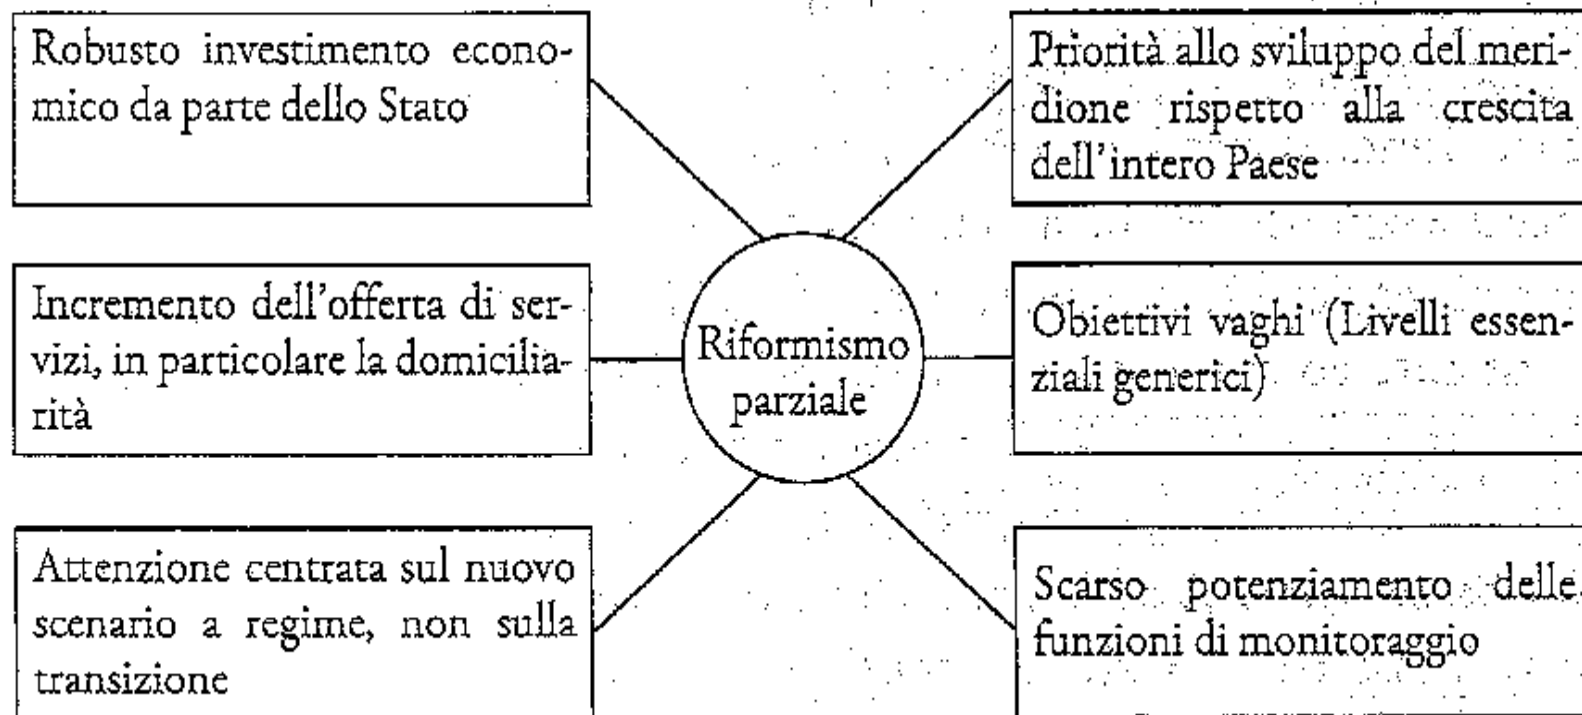 Robusto investimento econo-
mico da parte dello Stato
Priorità allo sviluppo del meri-
dione rispetto alla crescita
dell'intero Paese
Incremento dell'offerta di ser-
vizi, in particolare la domicilia-
rità
Riformismo
parziale
Obiettivi vaghi (Livelli essen-
ziali generici)
Attenzione centrata sul nuovo
scenario a regime, non sulla
transizione
Scarso potenziamento delle
funzioni di monitoraggio